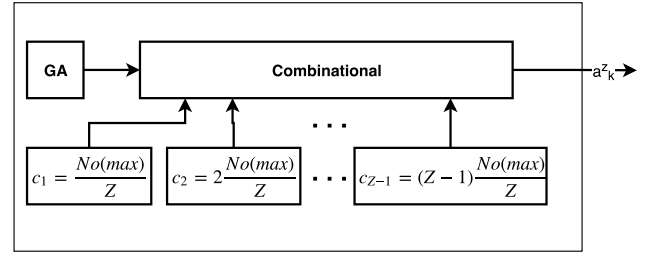 GA
Combinational
a^z_k
. . .
c_1 = No(max)/Z
c_2 = 2 No(max)/Z
. . .
c_{Z-1} = (Z − 1) No(max)/Z